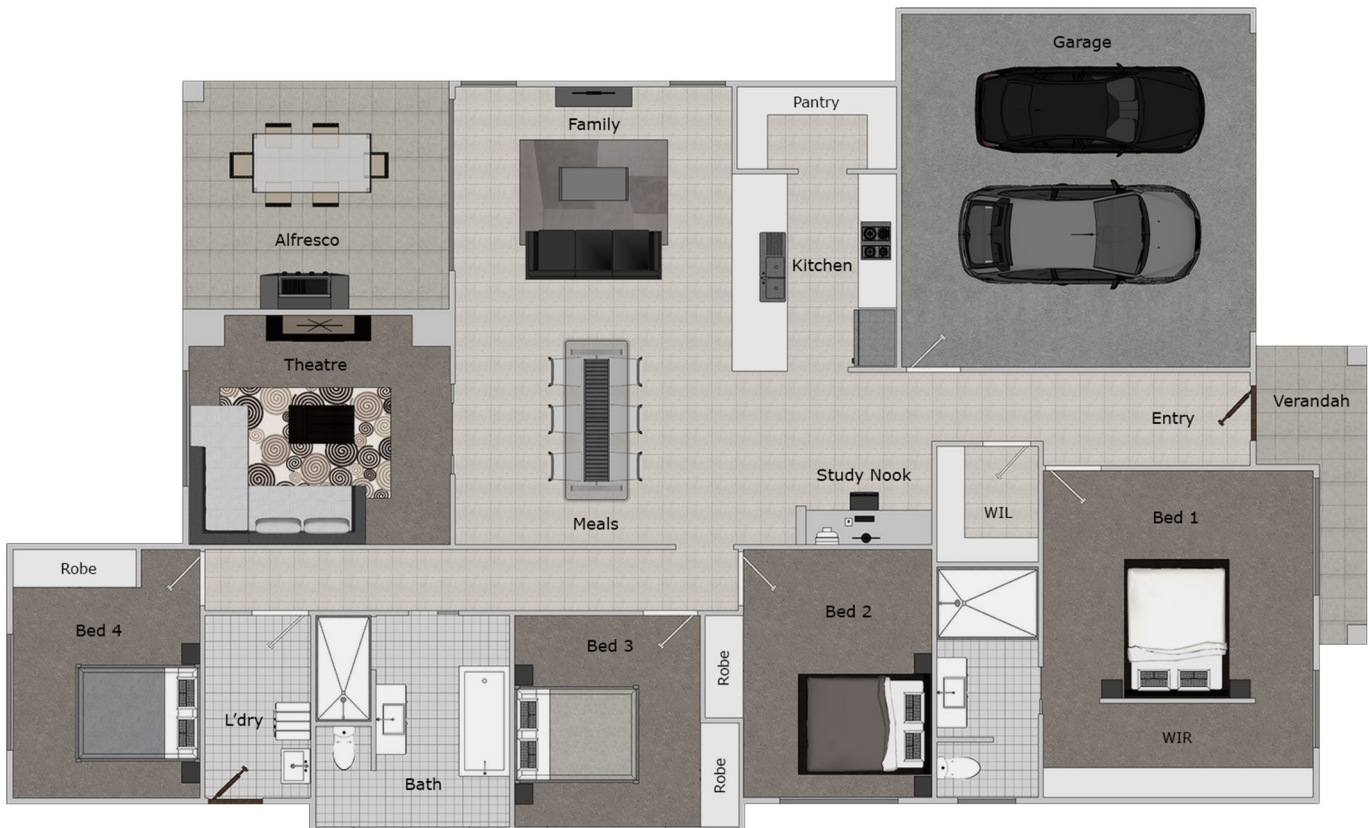 Garage
Pantry
Family
Alfresco
Kitchen
Theatre
Verandah
Entry
Study Nook
Meals
WIL
Bed 1
Robe
Bed 4
Bed 3
Bed 2
Robe
L'dry
WIR
Robe
Bath